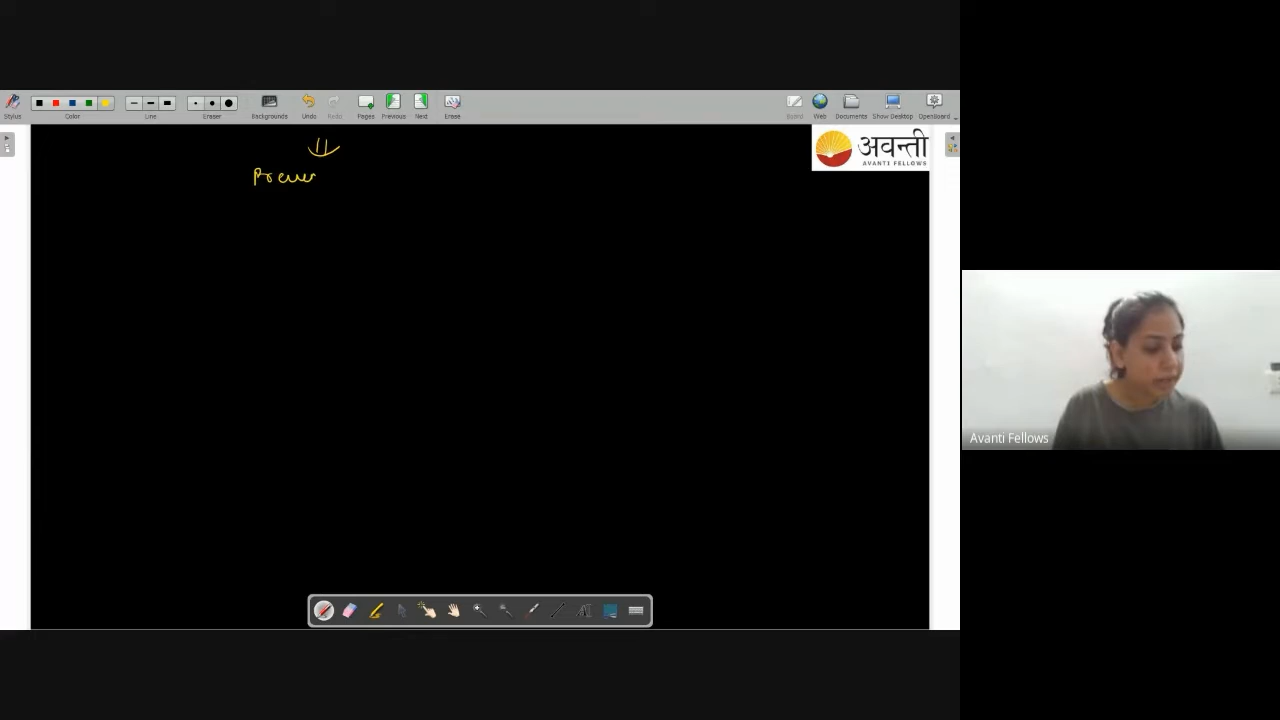 Stylus Color Line Eraser Backgrounds Undo Redo Pages Previous Next Erase Board Web Documents Show Desktop OpenBoard
अवन्ती
AVANTI FELLOWS
Avanti Fellows